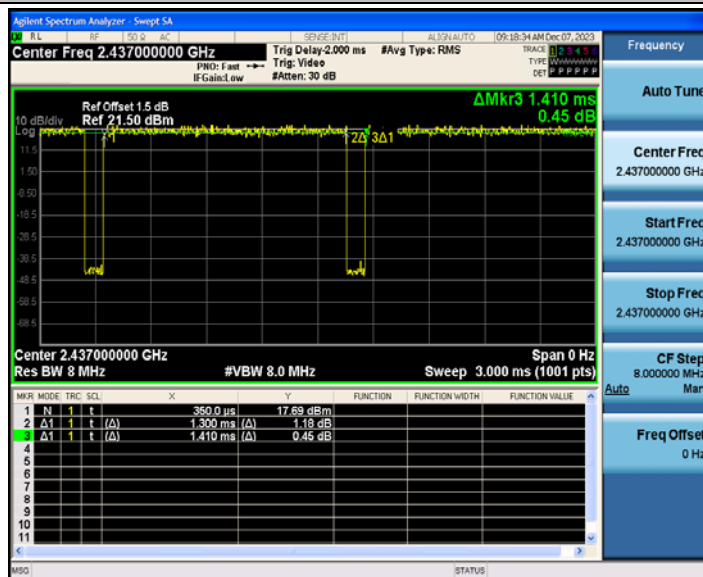 Agilent Spectrum Analyzer - Swept SA
RL RF 50 Ω AC SENSE:INT ALIGNAUTO 09:18:34 AM Dec 07, 2023
Center Freq 2.437000000 GHz
PNO: Fast
IFGain:Low
Trig Delay-2.000 ms
Trig: Video
#Atten: 30 dB
#Avg Type: RMS
TRACE 1 2 3 4 5 6
TYPE W
DET P P P P P P
ΔMkr3 1.410 ms
0.45 dB
Ref Offset 1.5 dB
Ref 21.50 dBm
10 dB/div
Log
1
2Δ 3Δ1
11.5
1.50
-8.50
-18.5
-28.5
-38.5
-48.5
-58.5
-68.5
Center 2.437000000 GHz Span 0 Hz
Res BW 8 MHz #VBW 8.0 MHz Sweep 3.000 ms (1001 pts)
MKR MODE TRC SCL X Y FUNCTION FUNCTION WIDTH FUNCTION VALUE
1 N 1 t 350.0 µs 17.69 dBm
2 Δ1 1 t (Δ) 1.300 ms (Δ) 1.18 dB
3 Δ1 1 t (Δ) 1.410 ms (Δ) 0.45 dB
4
5
6
7
8
9
10
11
MSG STATUS
Frequency
Auto Tune
Center Freq
2.437000000 GHz
Start Freq
2.437000000 GHz
Stop Freq
2.437000000 GHz
CF Step
8.000000 MHz
Auto Man
Freq Offset
0 Hz